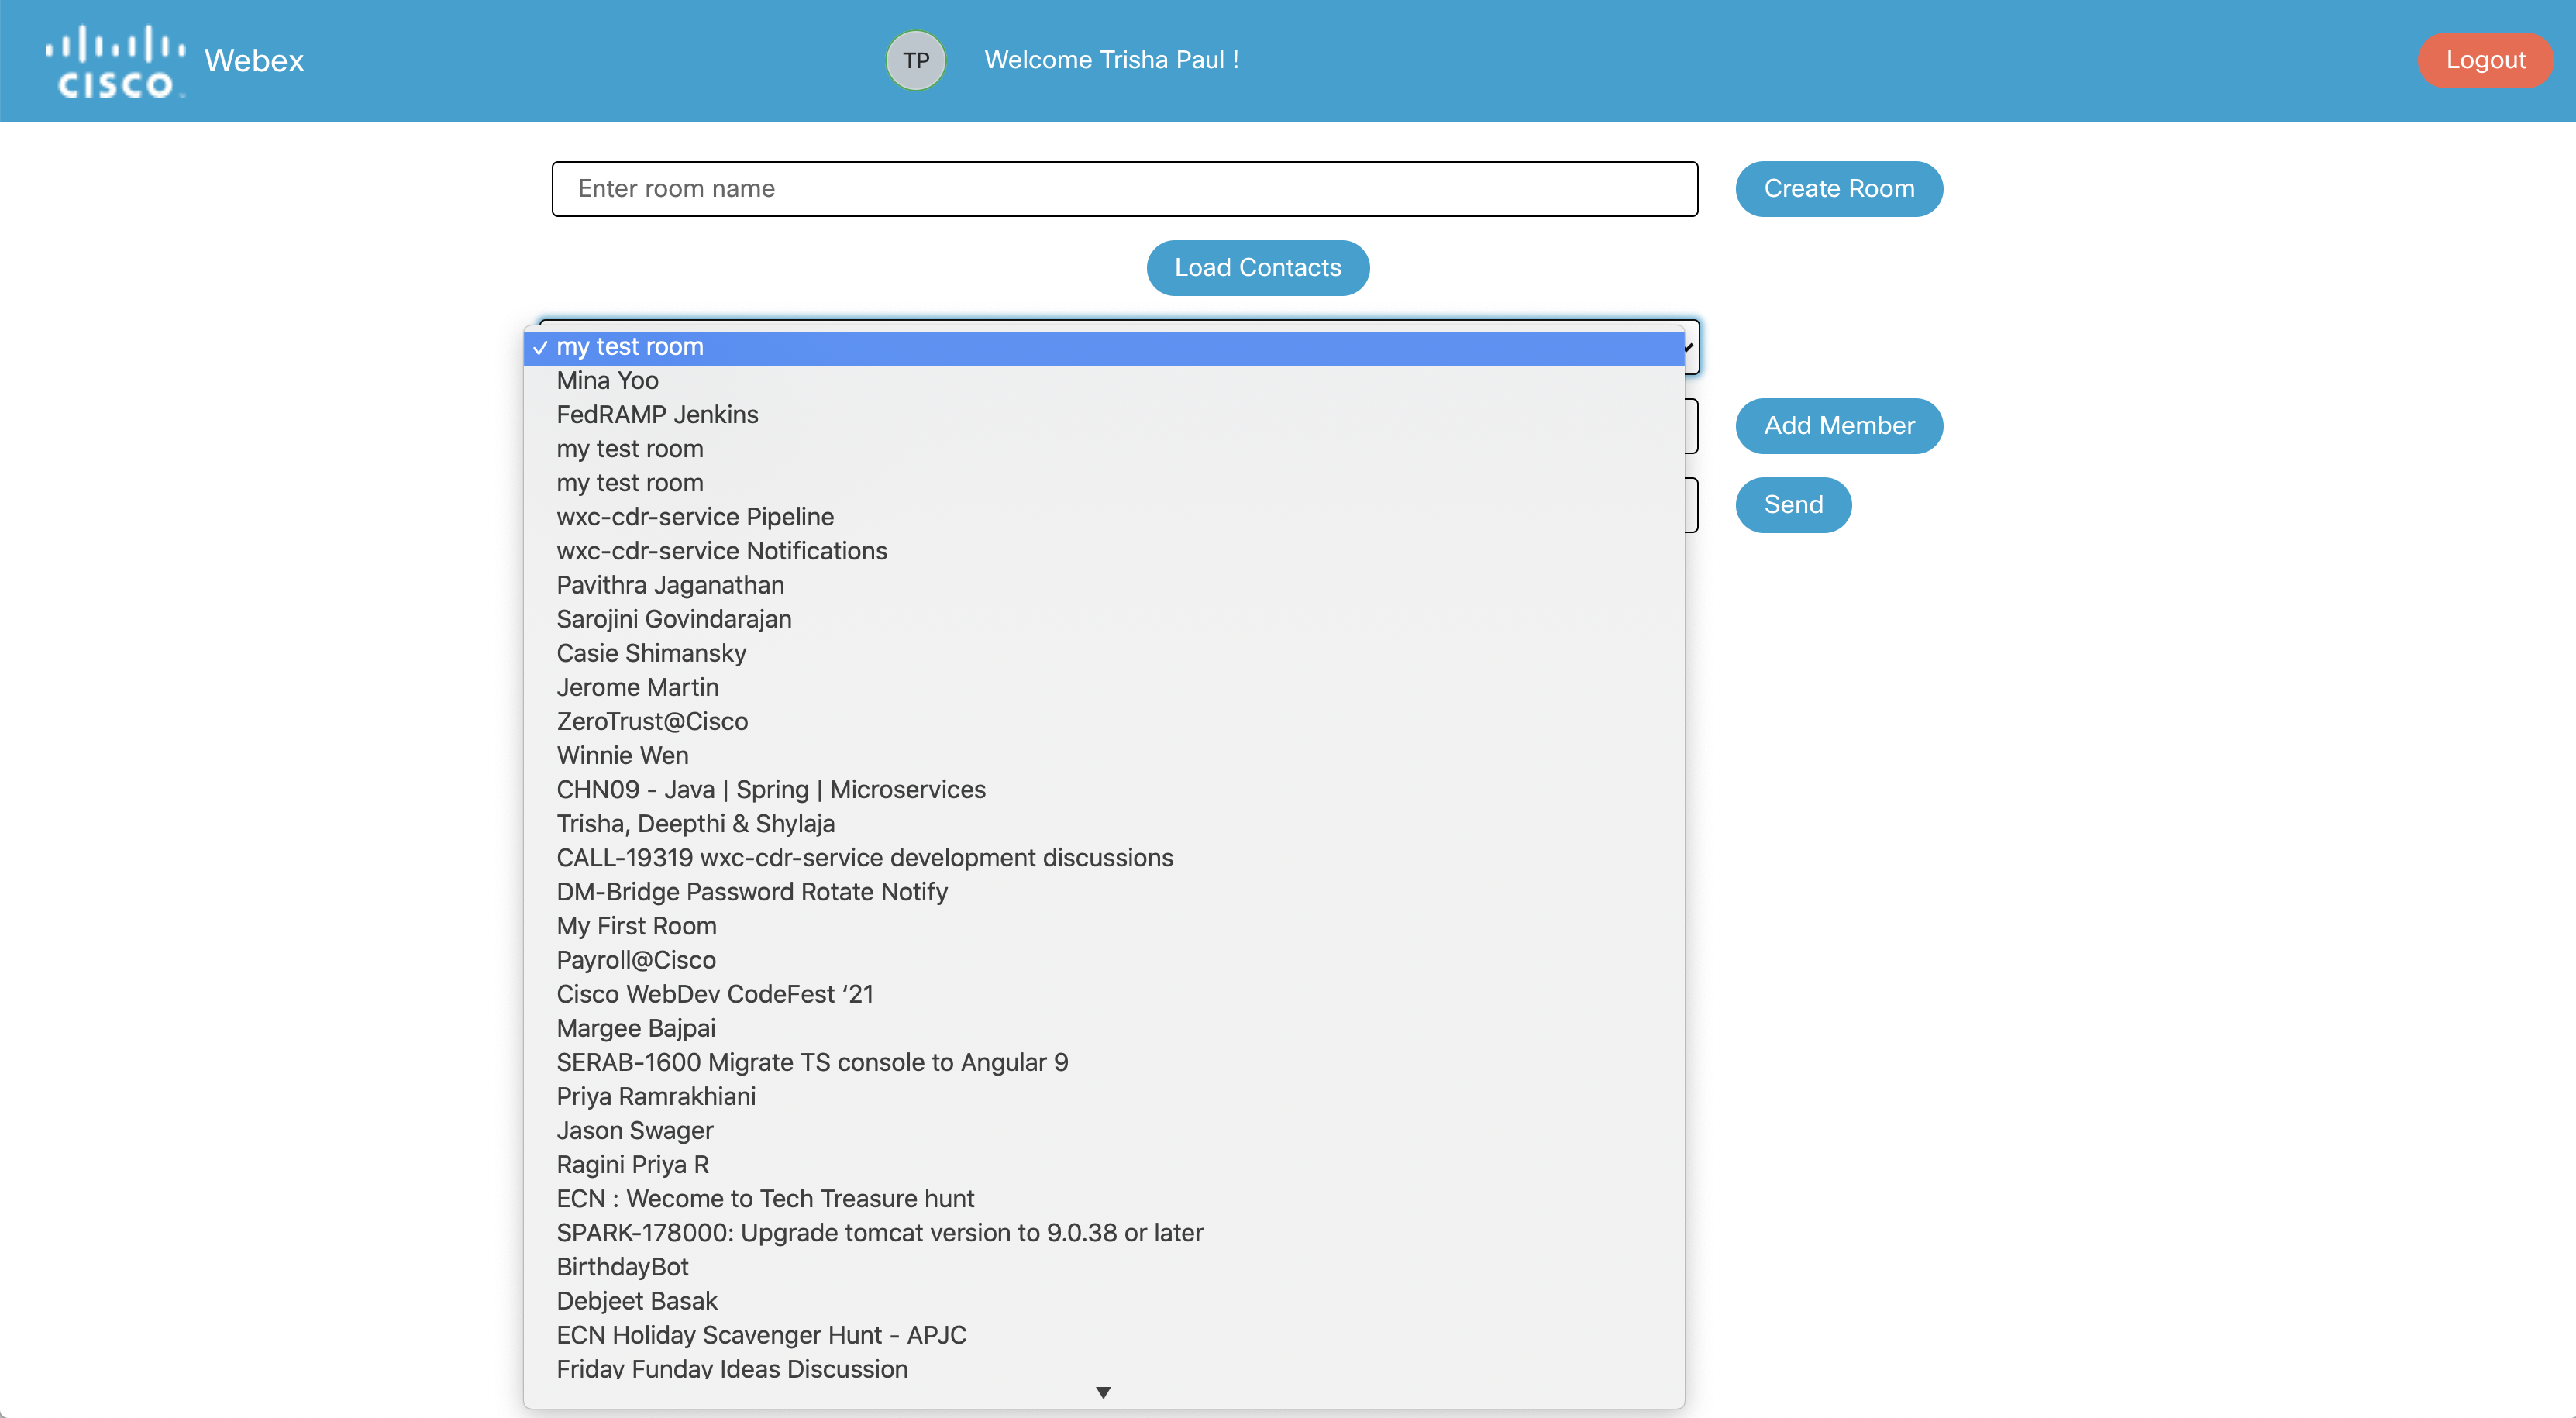 CISCO Webex TP Welcome Trisha Paul ! Logout
Enter room name Create Room
Load Contacts
✓ my test room
Mina Yoo
FedRAMP Jenkins
Add Member
my test room
my test room
Send
wxc-cdr-service Pipeline
wxc-cdr-service Notifications
Pavithra Jaganathan
Sarojini Govindarajan
Casie Shimansky
Jerome Martin
ZeroTrust@Cisco
Winnie Wen
CHN09 - Java | Spring | Microservices
Trisha, Deepthi & Shylaja
CALL-19319 wxc-cdr-service development discussions
DM-Bridge Password Rotate Notify
My First Room
Payroll@Cisco
Cisco WebDev CodeFest ‘21
Margee Bajpai
SERAB-1600 Migrate TS console to Angular 9
Priya Ramrakhiani
Jason Swager
Ragini Priya R
ECN : Wecome to Tech Treasure hunt
SPARK-178000: Upgrade tomcat version to 9.0.38 or later
BirthdayBot
Debjeet Basak
ECN Holiday Scavenger Hunt - APJC
Friday Funday Ideas Discussion